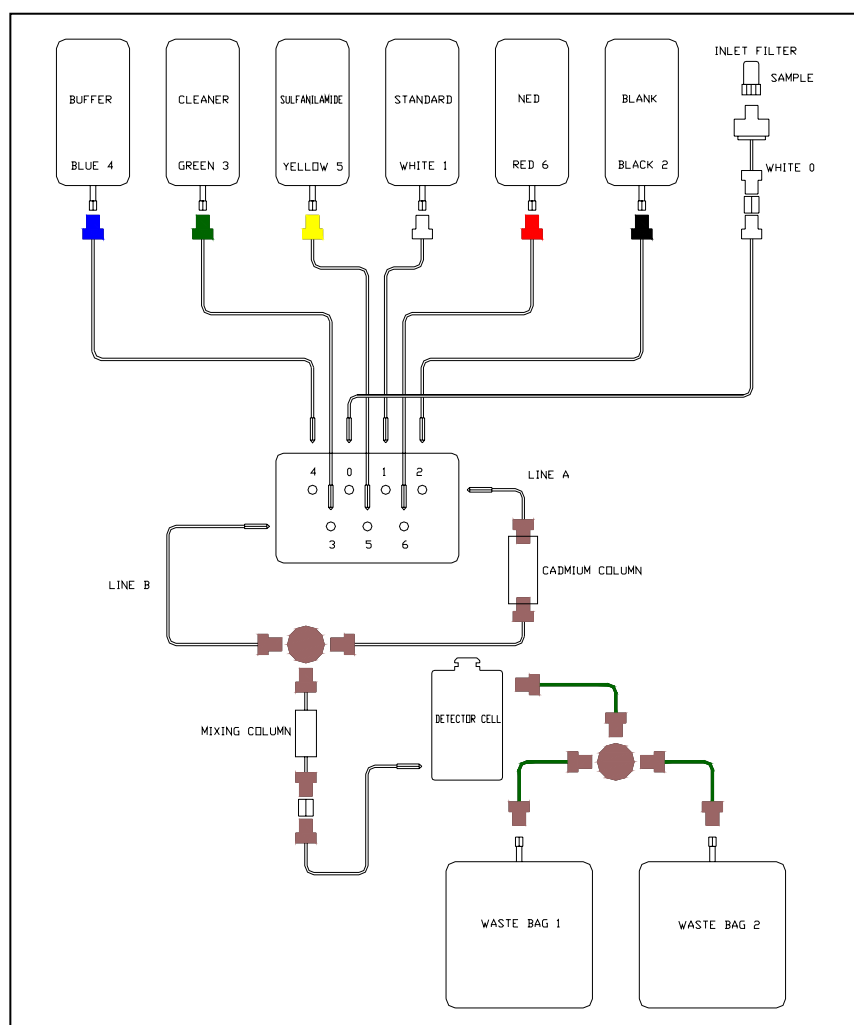 INLET FILTER
SAMPLE
BUFFER
CLEANER
SULFANILAMIDE
STANDARD
NED
BLANK
BLUE 4
GREEN 3
YELLOW 5
WHITE 1
RED 6
BLACK 2
WHITE 0
4 0 1 2
LINE A
3 5 6
CADMIUM COLUMN
LINE B
MIXING COLUMN
DETECTOR CELL
WASTE BAG 1
WASTE BAG 2